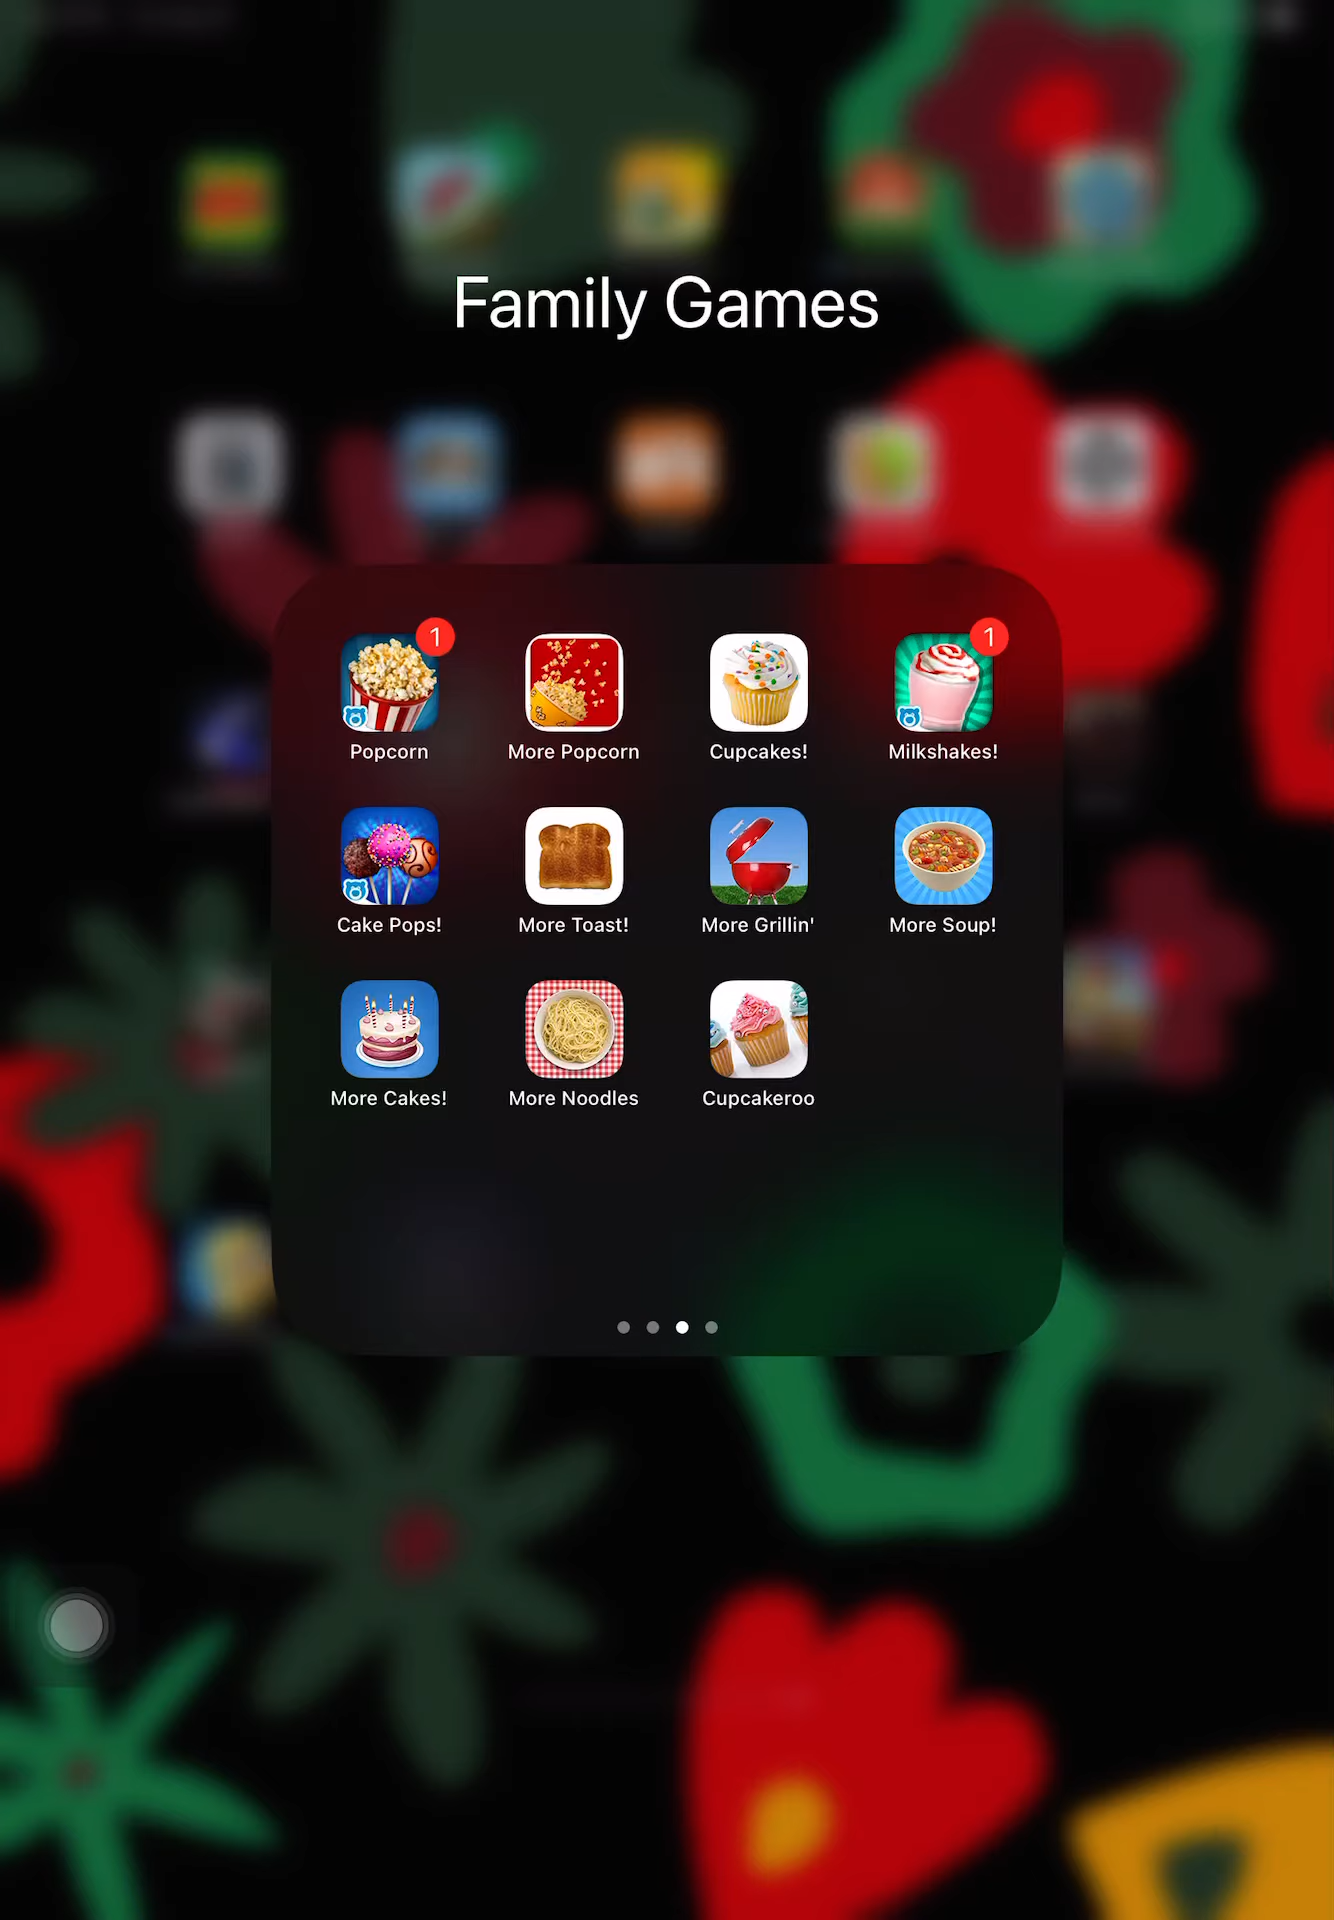 Family Games
1
1
Popcorn
More Popcorn
Cupcakes!
Milkshakes!
Cake Pops!
More Toast!
More Grillin'
More Soup!
More Cakes!
More Noodles
Cupcakeroo